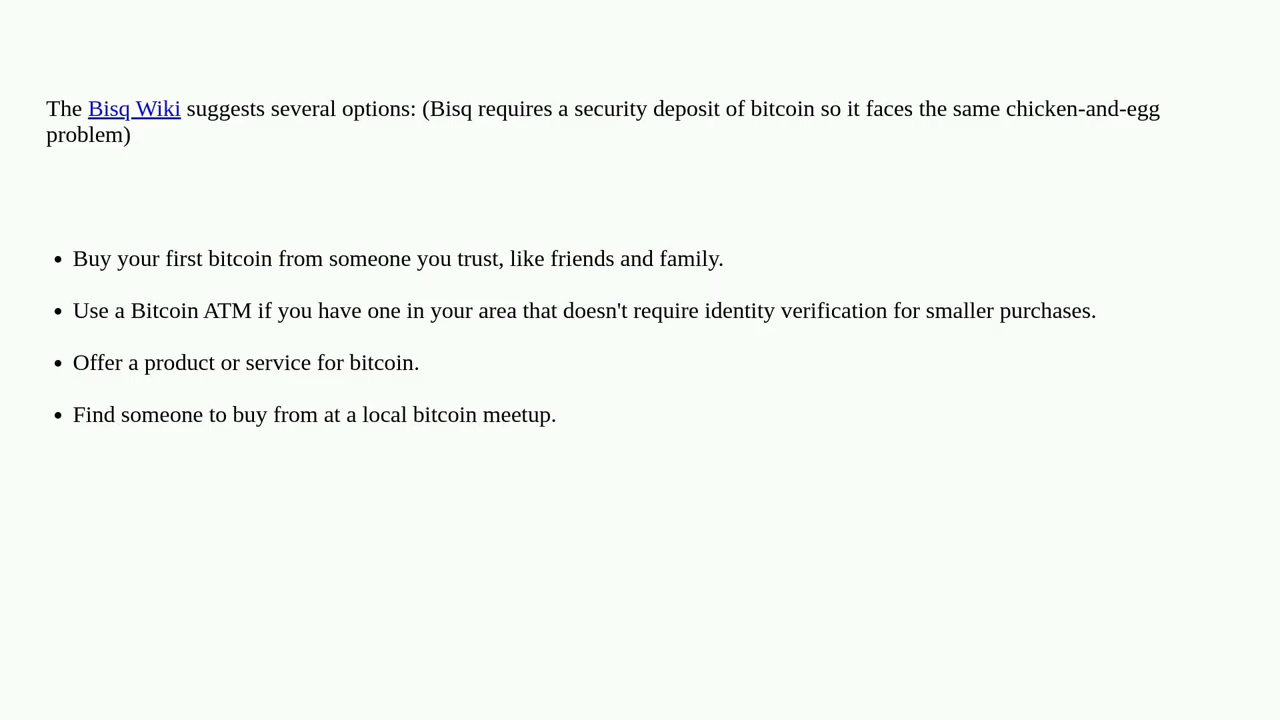 The Bisq Wiki suggests several options: (Bisq requires a security deposit of bitcoin so it faces the same chicken-and-egg
problem)
• Buy your first bitcoin from someone you trust, like friends and family.
• Use a Bitcoin ATM if you have one in your area that doesn't require identity verification for smaller purchases.
• Offer a product or service for bitcoin.
• Find someone to buy from at a local bitcoin meetup.